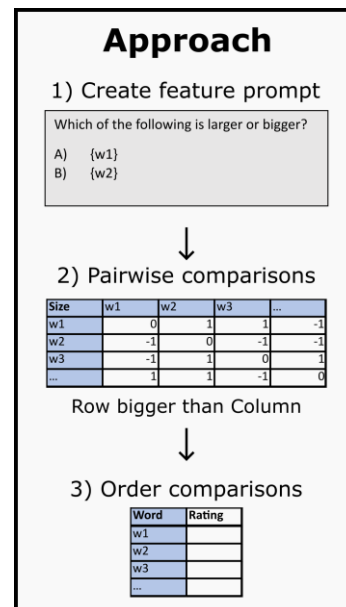 Approach
1) Create feature prompt
Which of the following is larger or bigger?
A) {w1}
B) {w2}
↓
2) Pairwise comparisons
Size w1 w2 w3 ...
w1 0 1 1 -1
w2 -1 0 -1 -1
w3 -1 1 0 1
... 1 1 -1 0
Row bigger than Column
↓
3) Order comparisons
Word Rating
w1
w2
w3
...